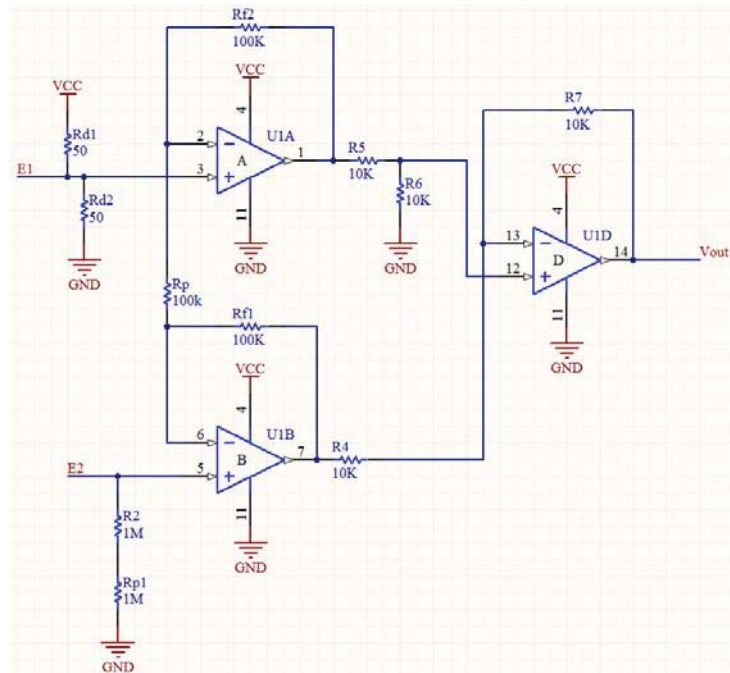 Rf2
100K
VCC
VCC
4
Rd1
50
2
U1A
A
1
E1
3
R5
10K
Rd2
50
R6
10K
11
GND
GND
GND
R7
10K
VCC
4
13
U1D
D
14
Vout
12
11
GND
Rp
100k
Rf1
100K
VCC
4
6
U1B
B
7
R4
10K
E2
5
R2
1M
11
GND
Rp1
1M
GND